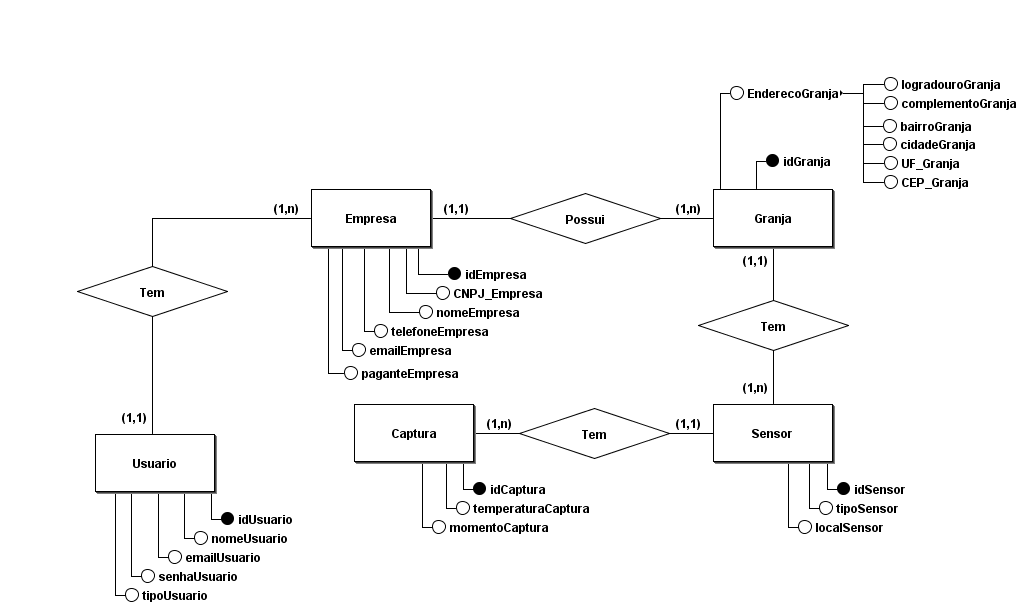 logradouroGranja
EnderecoGranja
complementoGranja
bairroGranja
cidadeGranja
idGranja
UF_Granja
CEP_Granja
(1,n)
Empresa
(1,1)
Possui
(1,n)
Granja
(1,1)
idEmpresa
CNPJ_Empresa
nomeEmpresa
telefoneEmpresa
emailEmpresa
paganteEmpresa
Tem
Tem
(1,n)
(1,1)
Usuario
Captura
(1,n)
Tem
(1,1)
Sensor
idCaptura
temperaturaCaptura
momentoCaptura
idSensor
tipoSensor
localSensor
idUsuario
nomeUsuario
emailUsuario
senhaUsuario
tipoUsuario